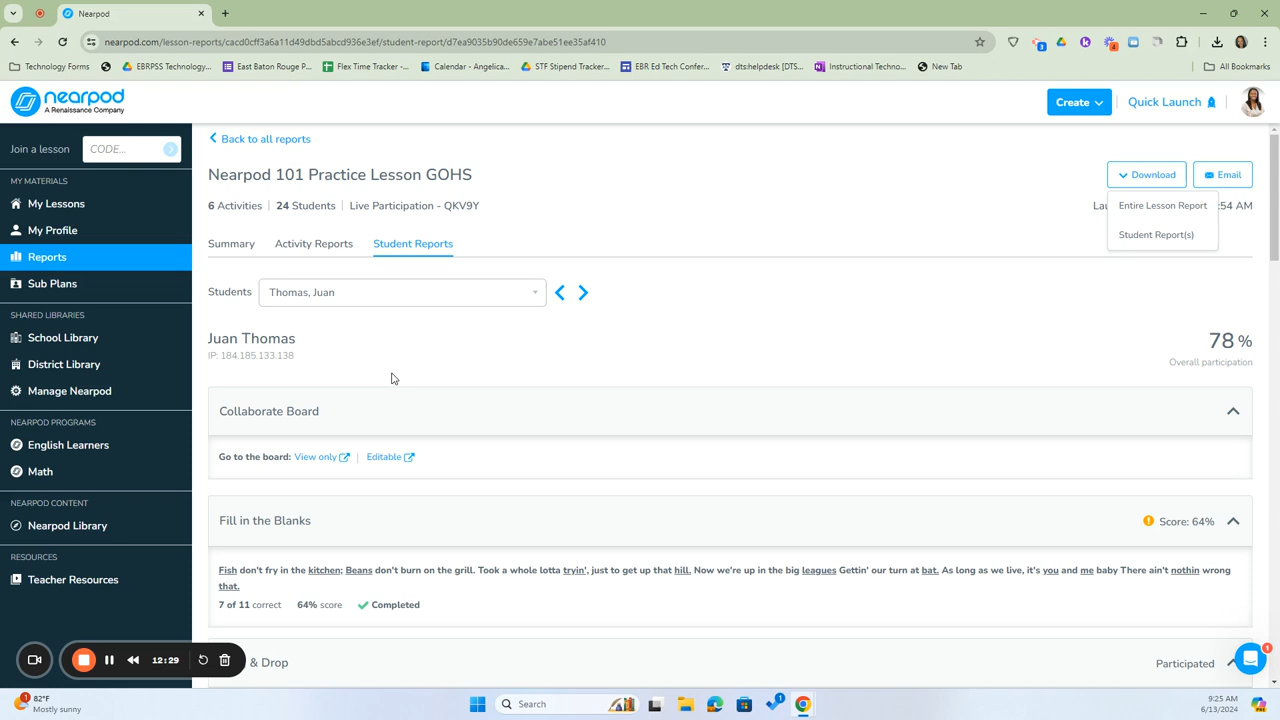 Nearpod
nearpod.com/lesson-reports/cacd0cff3a6a11d49dbd5abcd936e3ef/student-report/d7ea9035b90de659e7abe51ee35af410
Technology Forms
EBRPSS Technology...
East Baton Rouge P...
Flex Time Tracker -...
Calendar - Angelica...
STF Stipend Tracker...
EBR Ed Tech Confer...
dts:helpdesk [DTS...
Instructional Techno...
New Tab
All Bookmarks
nearpod
A Renaissance Company
Create
Quick Launch
Join a lesson
CODE...
MY MATERIALS
My Lessons
My Profile
Reports
Sub Plans
SHARED LIBRARIES
School Library
District Library
Manage Nearpod
NEARPOD PROGRAMS
English Learners
Math
NEARPOD CONTENT
Nearpod Library
RESOURCES
Teacher Resources
Back to all reports
Nearpod 101 Practice Lesson GOHS
Download
Email
6 Activities | 24 Students | Live Participation - QKV9Y
Lau
:54 AM
Entire Lesson Report
Student Report(s)
Summary
Activity Reports
Student Reports
Students
Thomas, Juan
Juan Thomas
IP: 184.185.133.138
78 %
Overall participation
Collaborate Board
Go to the board: View only | Editable
Fill in the Blanks
Score: 64%
Fish don't fry in the kitchen; Beans don't burn on the grill. Took a whole lotta tryin', just to get up that hill. Now we're up in the big leagues Gettin' our turn at bat. As long as we live, it's you and me baby There ain't nothin wrong
that.
7 of 11 correct
64% score
Completed
& Drop
Participated
12:29
1
82°F
Mostly sunny
Search
9:25 AM
6/13/2024